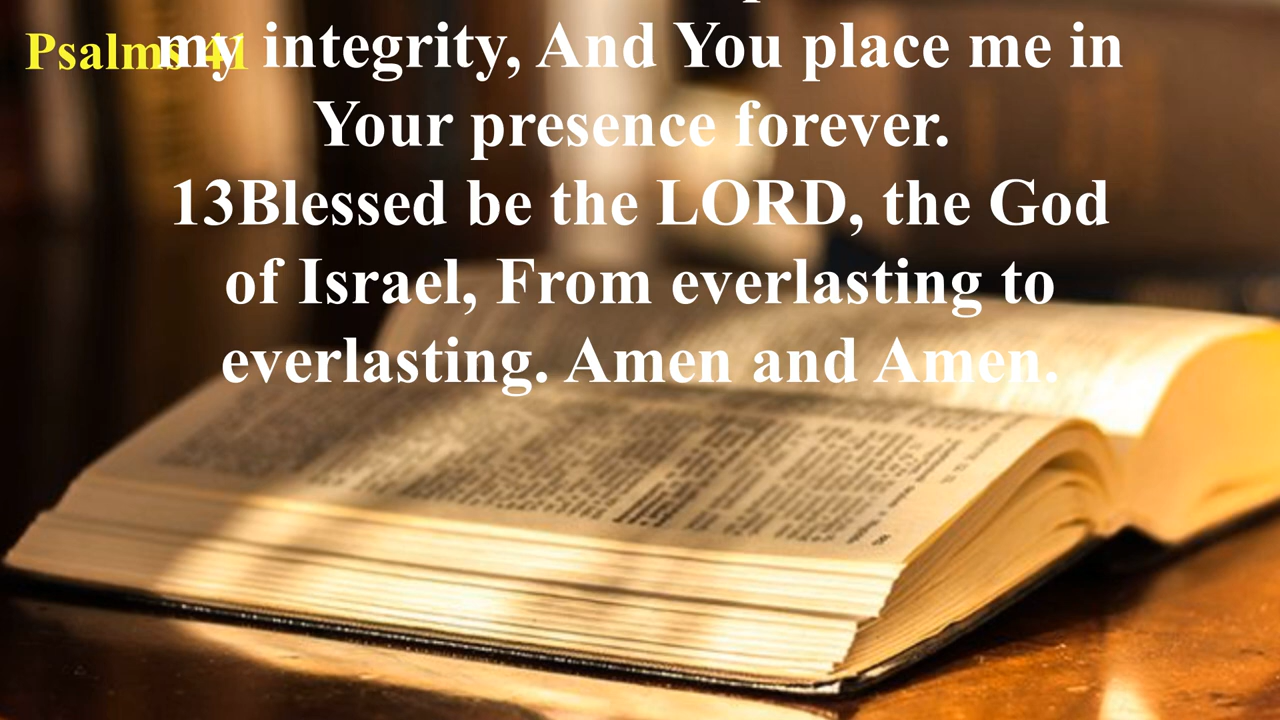 Psalms 41
my integrity, And You place me in
Your presence forever.
13Blessed be the LORD, the God
of Israel, From everlasting to
everlasting. Amen and Amen.